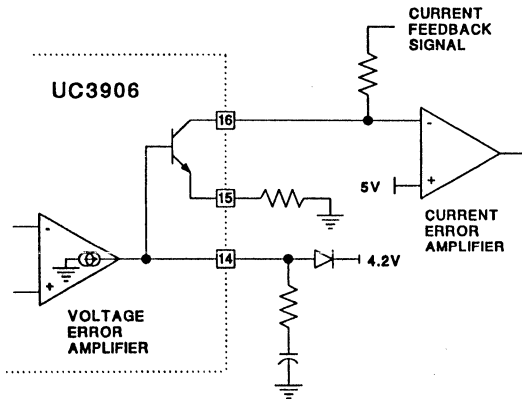 CURRENT
FEEDBACK
SIGNAL
UC3906
16
-
5V
+
15
CURRENT
ERROR
AMPLIFIER
-
14
4.2V
+
VOLTAGE
ERROR
AMPLIFIER